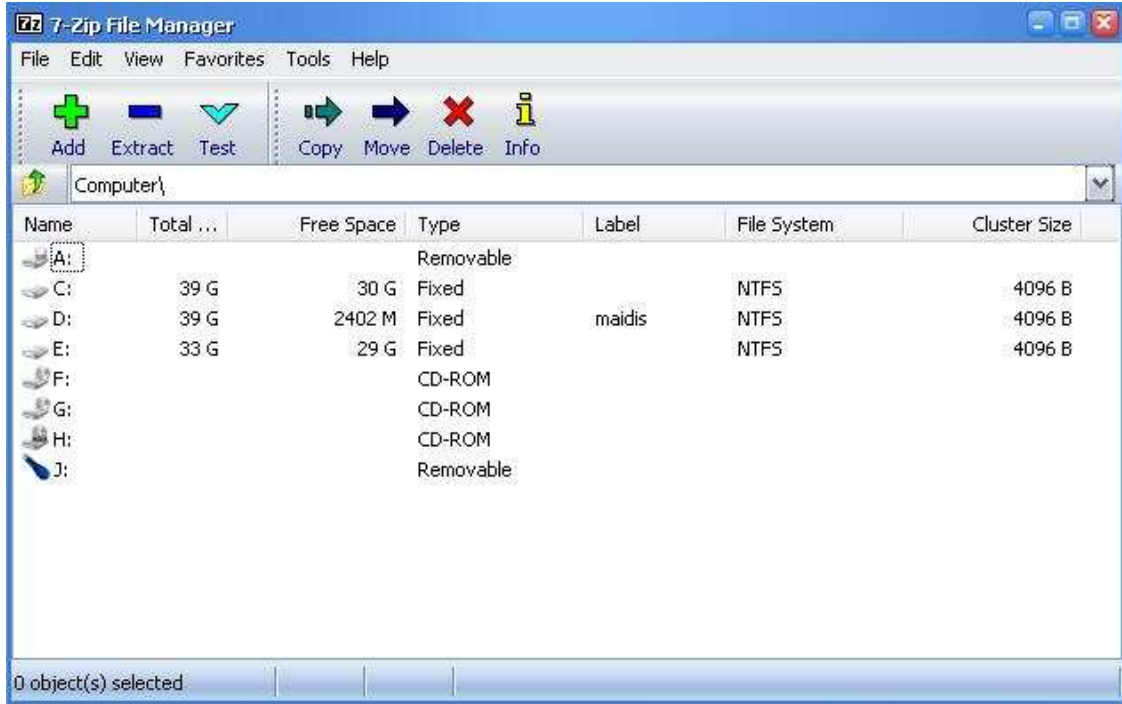 7z 7-Zip File Manager
File Edit View Favorites Tools Help
Add Extract Test Copy Move Delete Info
Computer\
Name Total ... Free Space Type Label File System Cluster Size
A: Removable
C: 39 G 30 G Fixed NTFS 4096 B
D: 39 G 2402 M Fixed maidis NTFS 4096 B
E: 33 G 29 G Fixed NTFS 4096 B
F: CD-ROM
G: CD-ROM
H: CD-ROM
J: Removable
0 object(s) selected